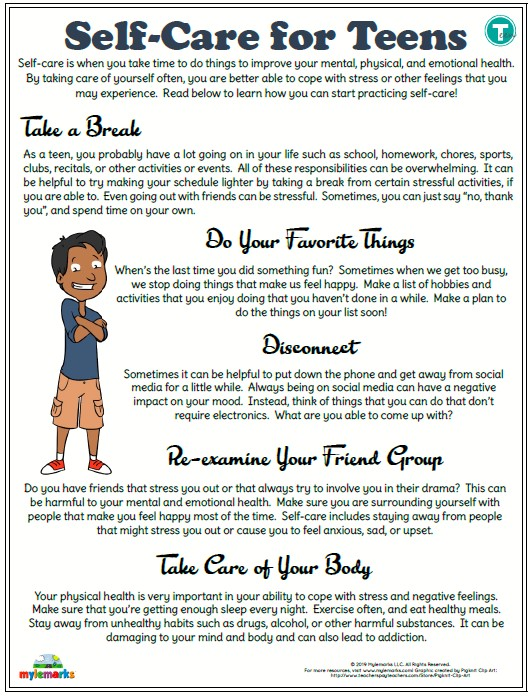 Self-Care for Teens
T
Self-care is when you take time to do things to improve your mental, physical, and emotional health.
By taking care of yourself often, you are better able to cope with stress or other feelings that you
may experience. Read below to learn how you can start practicing self-care!
Take a Break
As a teen, you probably have a lot going on in your life such as school, homework, chores, sports,
clubs, recitals, or other activities or events. All of these responsibilities can be overwhelming. It can
be helpful to try making your schedule lighter by taking a break from certain stressful activities, if
you are able to. Even going out with friends can be stressful. Sometimes, you can just say “no, thank
you”, and spend time on your own.
Do Your Favorite Things
When’s the last time you did something fun? Sometimes when we get too busy,
we stop doing things that make us feel happy. Make a list of hobbies and
activities that you enjoy doing that you haven’t done in a while. Make a plan to
do the things on your list soon!
Disconnect
Sometimes it can be helpful to put down the phone and get away from social
media for a little while. Always being on social media can have a negative
impact on your mood. Instead, think of things that you can do that don’t
require electronics. What are you able to come up with?
Re-examine Your Friend Group
Do you have friends that stress you out or that always try to involve you in their drama? This can
be harmful to your mental and emotional health. Make sure you are surrounding yourself with
people that make you feel happy most of the time. Self-care includes staying away from people
that might stress you out or cause you to feel anxious, sad, or upset.
Take Care of Your Body
Your physical health is very important in your ability to cope with stress and negative feelings.
Make sure that you’re getting enough sleep every night. Exercise often, and eat healthy meals.
Stay away from unhealthy habits such as drugs, alcohol, or other harmful substances. It can be
damaging to your mind and body and can also lead to addiction.
mylemarks
© 2019 Mylemarks LLC. All Rights Reserved.
For more resources, visit www.mylemarks.com Graphic created by Pigknit Clip Art:
http://www.teacherspayteachers.com/Store/Pigknit-Clip-Art